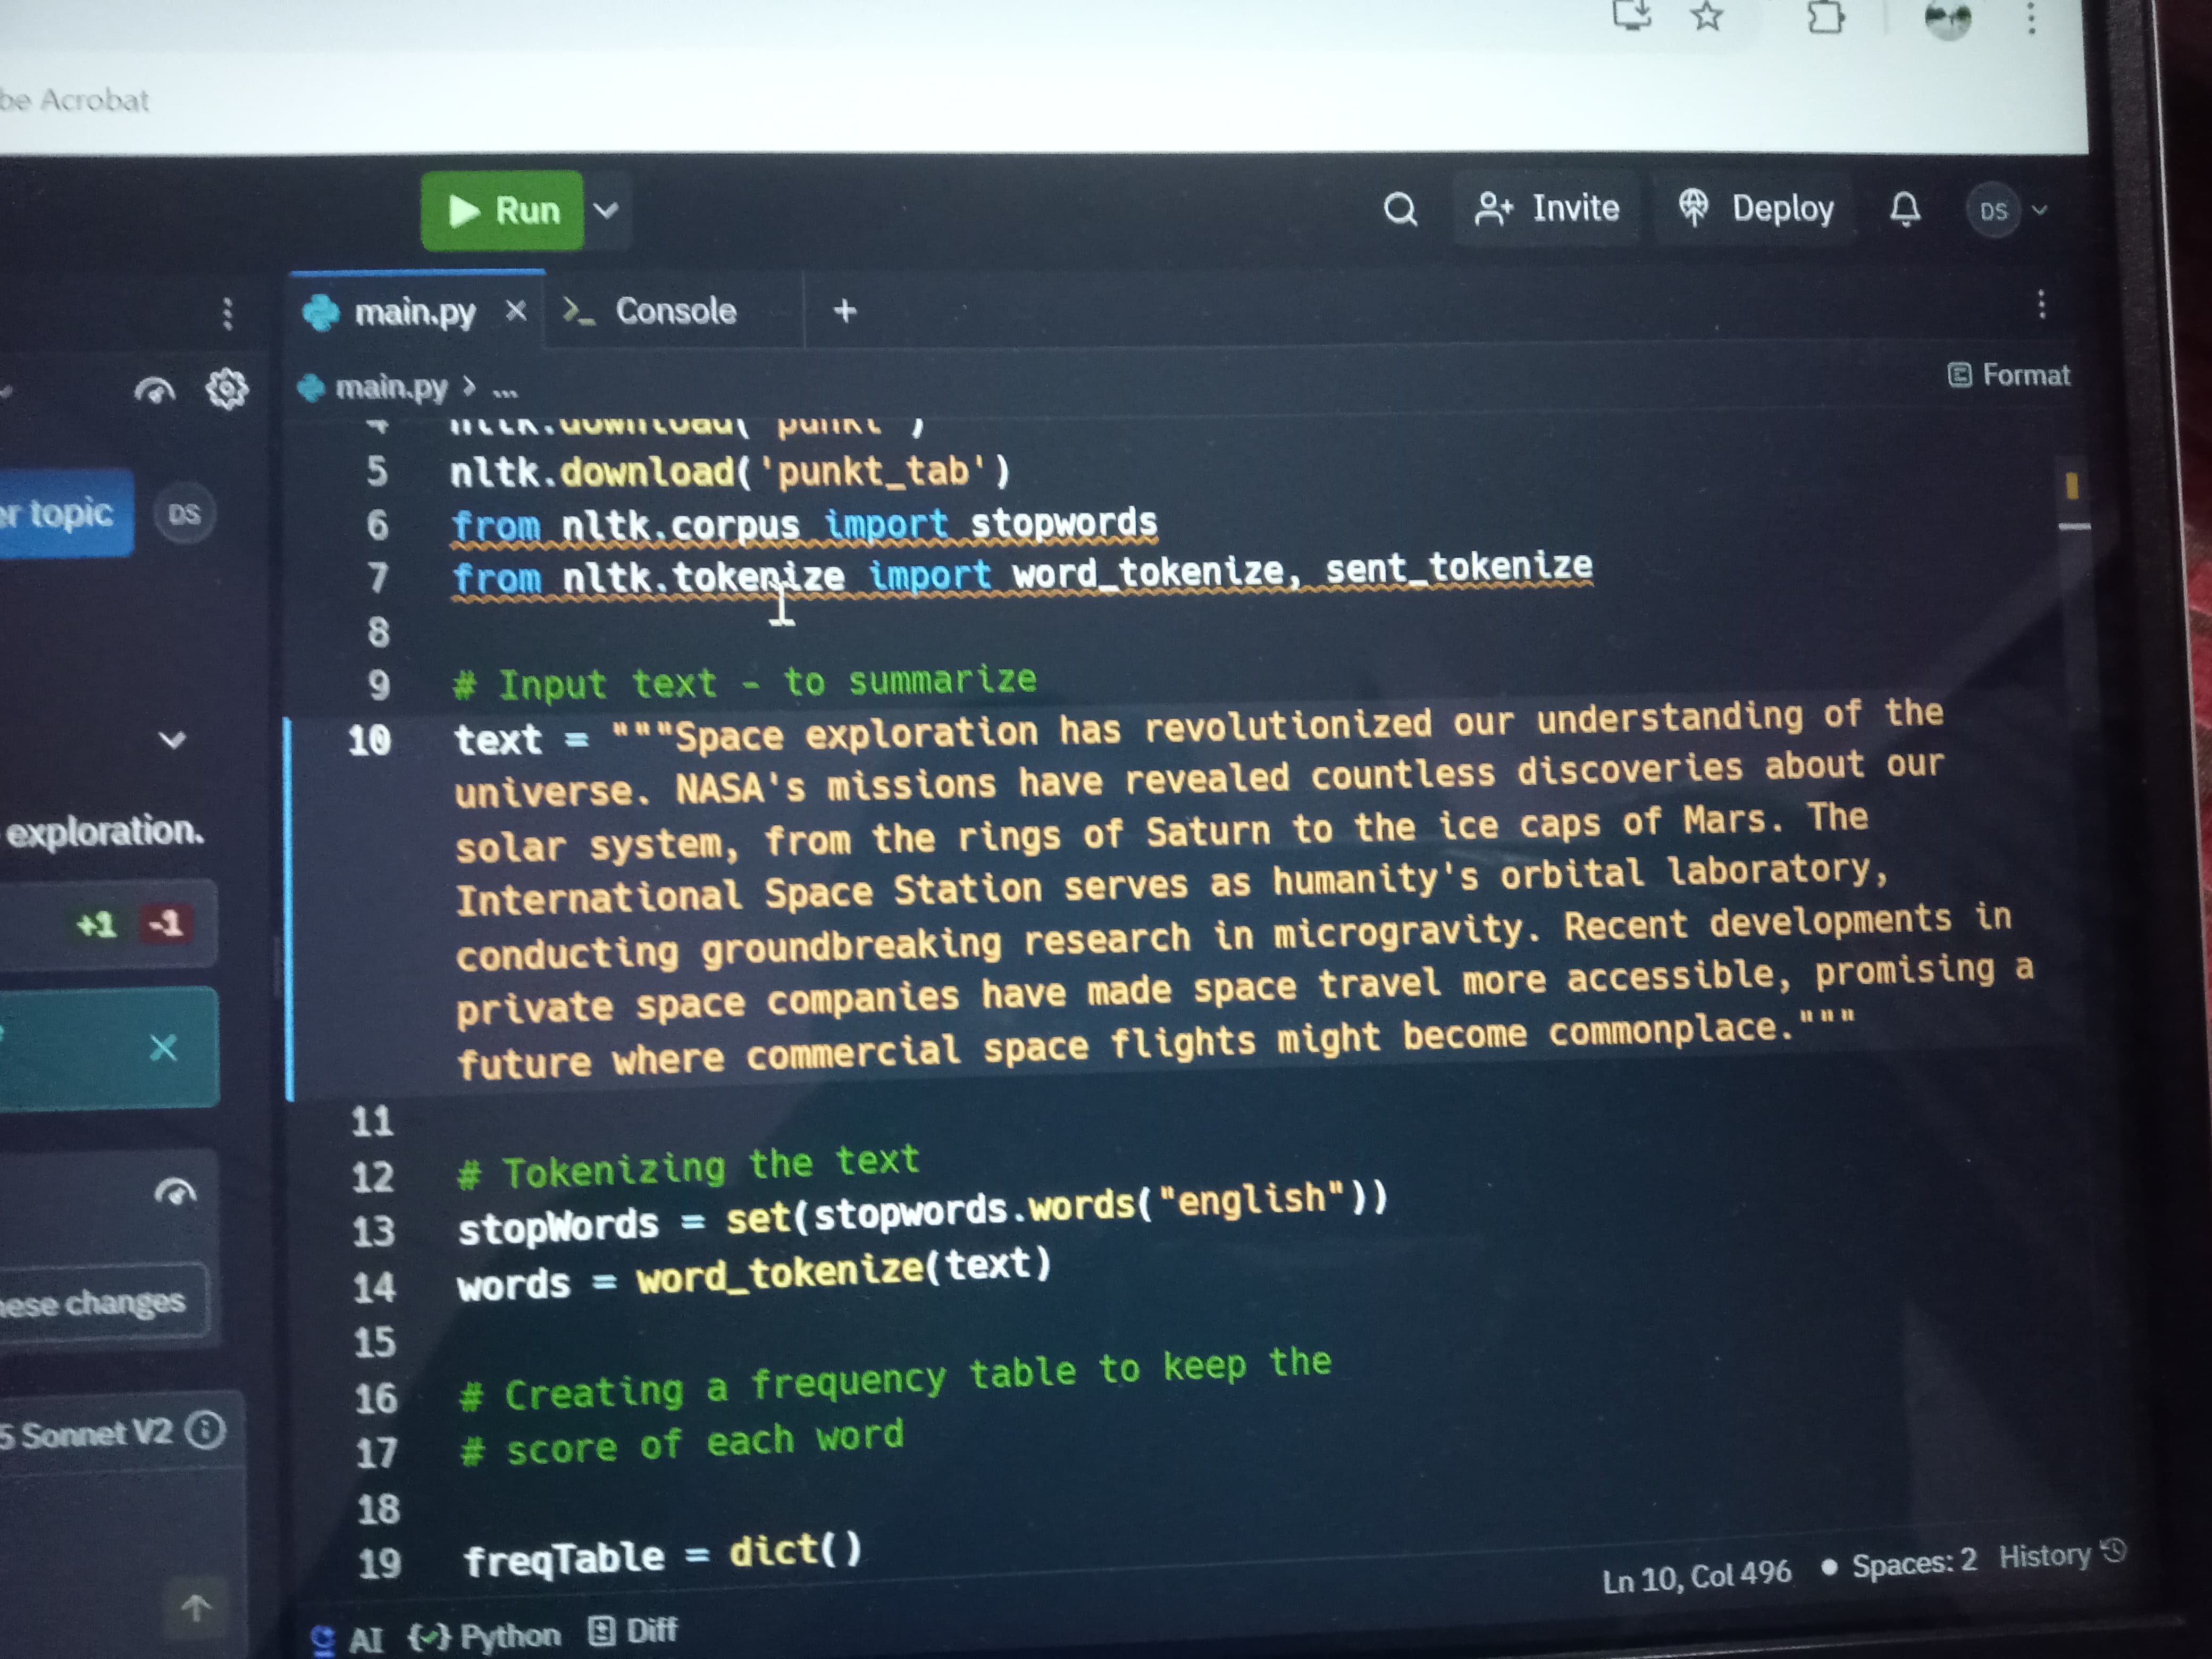 be Acrobat
Run
Invite
Deploy
DS
main.py
Console
main.py > ...
Format
4 nltk.download('punkt')
5 nltk.download('punkt_tab')
6 from nltk.corpus import stopwords
7 from nltk.tokenize import word_tokenize, sent_tokenize
8
9 # Input text - to summarize
10 text = """Space exploration has revolutionized our understanding of the
universe. NASA's missions have revealed countless discoveries about our
solar system, from the rings of Saturn to the ice caps of Mars. The
International Space Station serves as humanity's orbital laboratory,
conducting groundbreaking research in microgravity. Recent developments in
private space companies have made space travel more accessible, promising a
future where commercial space flights might become commonplace."""
11
12 # Tokenizing the text
13 stopWords = set(stopwords.words("english"))
14 words = word_tokenize(text)
15
16 # Creating a frequency table to keep the
17 # score of each word
18
19 freqTable = dict()
er topic
DS
exploration.
+1 -1
hese changes
5 Sonnet V2
Ln 10, Col 496 • Spaces: 2 History
AI Python Diff